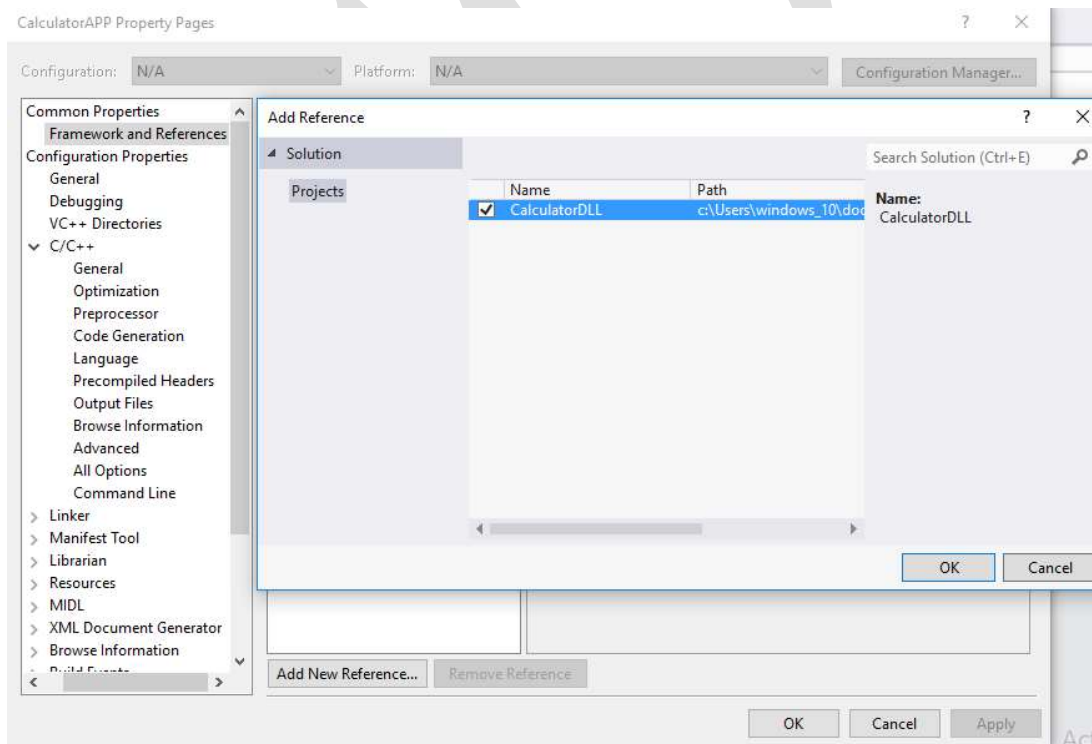 CalculatorAPP Property Pages ? ×
Configuration: N/A Platform: N/A Configuration Manager...
Common Properties
Framework and References
Configuration Properties
General
Debugging
VC++ Directories
C/C++
General
Optimization
Preprocessor
Code Generation
Language
Precompiled Headers
Output Files
Browse Information
Advanced
All Options
Command Line
Linker
Manifest Tool
Librarian
Resources
MIDL
XML Document Generator
Browse Information
Add Reference ? ×
Solution
Search Solution (Ctrl+E)
Projects
Name Path
CalculatorDLL c:\Users\windows_10\doc
Name:
CalculatorDLL
OK Cancel
Add New Reference... Remove Reference
OK Cancel Apply